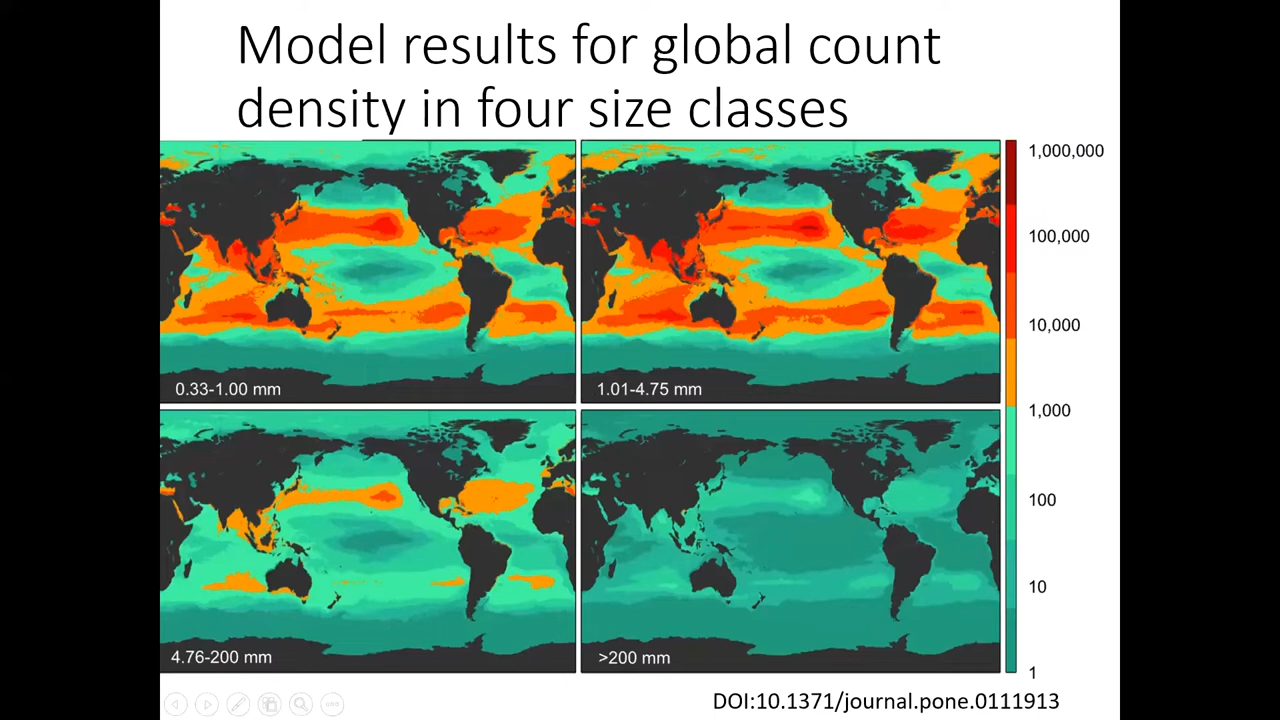 Model results for global count
density in four size classes
1,000,000
100,000
10,000
1,000
100
10
1
0.33-1.00 mm
1.01-4.75 mm
4.76-200 mm
>200 mm
DOI:10.1371/journal.pone.0111913